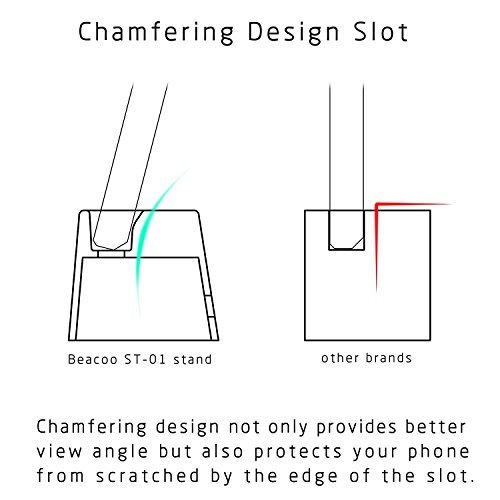 Chamfering Design Slot
Beacoo ST-01 stand
other brands
Chamfering design not only provides better
view angle but also protects your phone
from scratched by the edge of the slot.